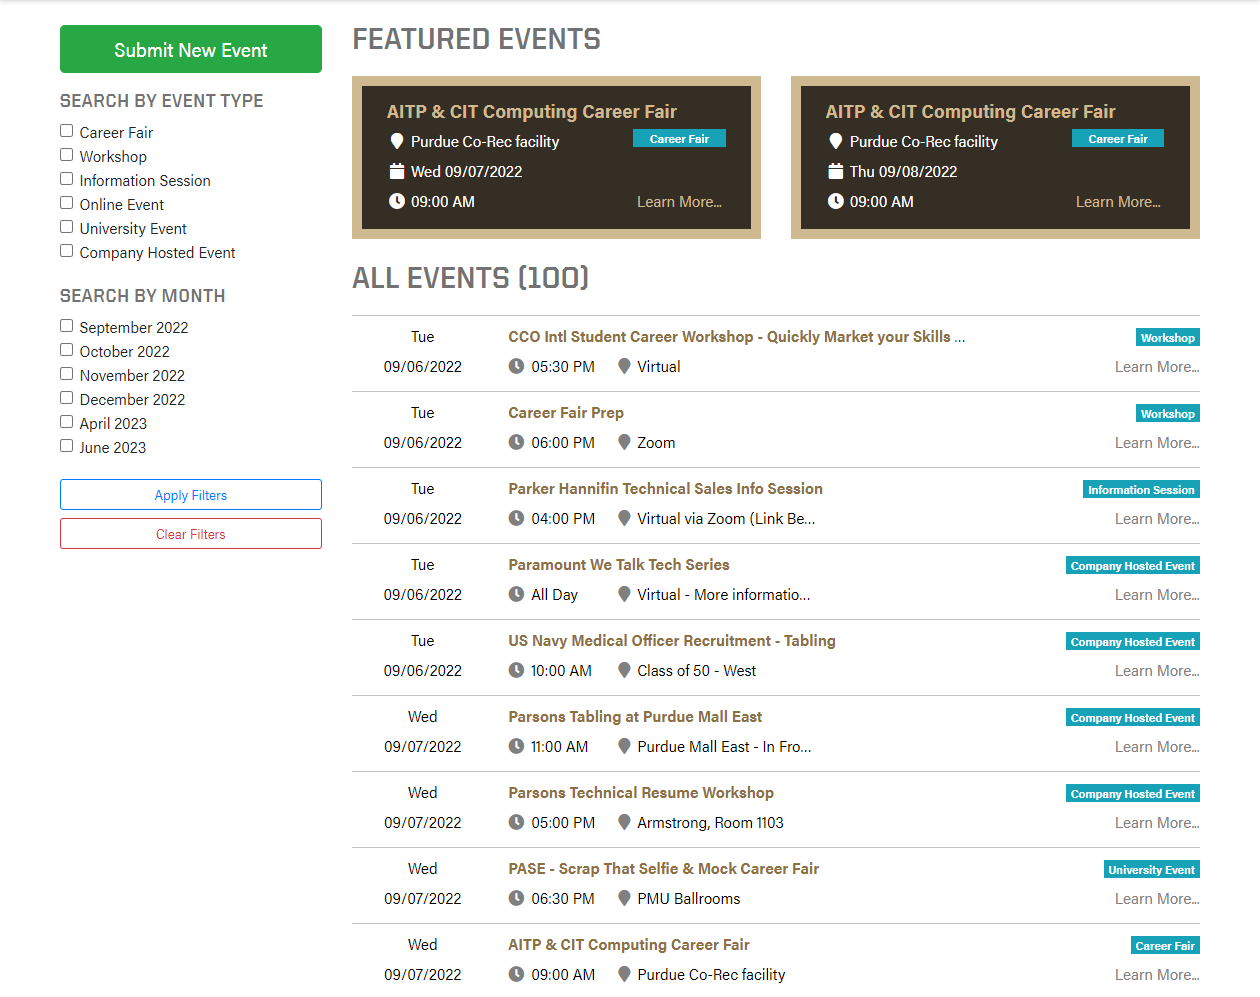 Submit New Event
SEARCH BY EVENT TYPE
Career Fair
Workshop
Information Session
Online Event
University Event
Company Hosted Event
SEARCH BY MONTH
September 2022
October 2022
November 2022
December 2022
April 2023
June 2023
Apply Filters
Clear Filters
FEATURED EVENTS
AITP & CIT Computing Career Fair
Purdue Co-Rec facility Career Fair
Wed 09/07/2022
09:00 AM Learn More...
AITP & CIT Computing Career Fair
Purdue Co-Rec facility Career Fair
Thu 09/08/2022
09:00 AM Learn More...
ALL EVENTS (100)
Tue CCO Intl Student Career Workshop - Quickly Market your Skills ... Workshop
09/06/2022 05:30 PM Virtual Learn More...
Tue Career Fair Prep Workshop
09/06/2022 06:00 PM Zoom Learn More...
Tue Parker Hannifin Technical Sales Info Session Information Session
09/06/2022 04:00 PM Virtual via Zoom (Link Be... Learn More...
Tue Paramount We Talk Tech Series Company Hosted Event
09/06/2022 All Day Virtual - More informatio... Learn More...
Tue US Navy Medical Officer Recruitment - Tabling Company Hosted Event
09/06/2022 10:00 AM Class of 50 - West Learn More...
Wed Parsons Tabling at Purdue Mall East Company Hosted Event
09/07/2022 11:00 AM Purdue Mall East - In Fro... Learn More...
Wed Parsons Technical Resume Workshop Company Hosted Event
09/07/2022 05:00 PM Armstrong, Room 1103 Learn More...
Wed PASE - Scrap That Selfie & Mock Career Fair University Event
09/07/2022 06:30 PM PMU Ballrooms Learn More...
Wed AITP & CIT Computing Career Fair Career Fair
09/07/2022 09:00 AM Purdue Co-Rec facility Learn More...